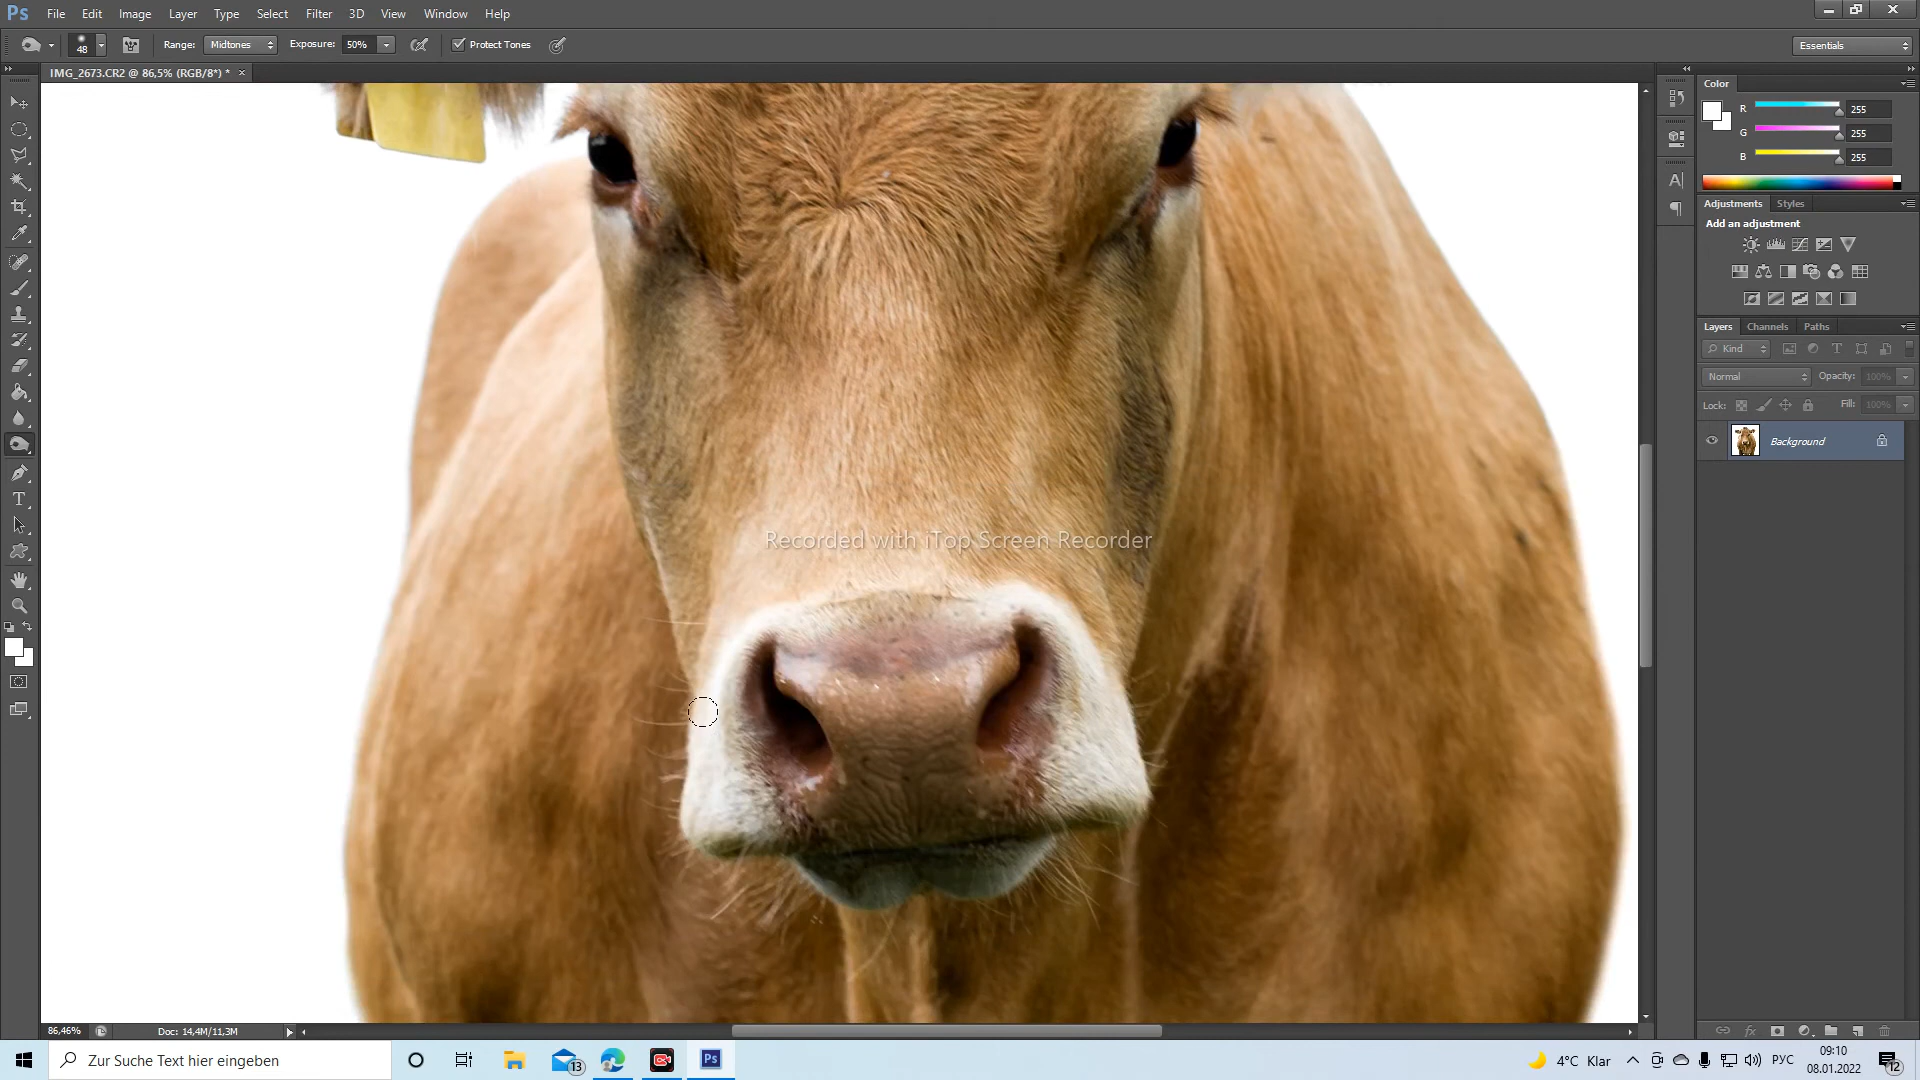 Ps File Edit Image Layer Type Select Filter 3D View Window Help
48 Range: Midtones Exposure: 50% Protect Tones Essentials
IMG_2673.CR2 @ 86,5% (RGB/8*) * ×
Color
R 255
G 255
B 255
Adjustments Styles
Add an adjustment
Layers Channels Paths
Kind
Normal Opacity: 100%
Lock: Fill: 100%
Background
Recorded with iTop Screen Recorder
86,46% Doc: 14,4M/11,3M
Zur Suche Text hier eingeben
13
Ps
4°C Klar
РУС
09:10
08.01.2022
12